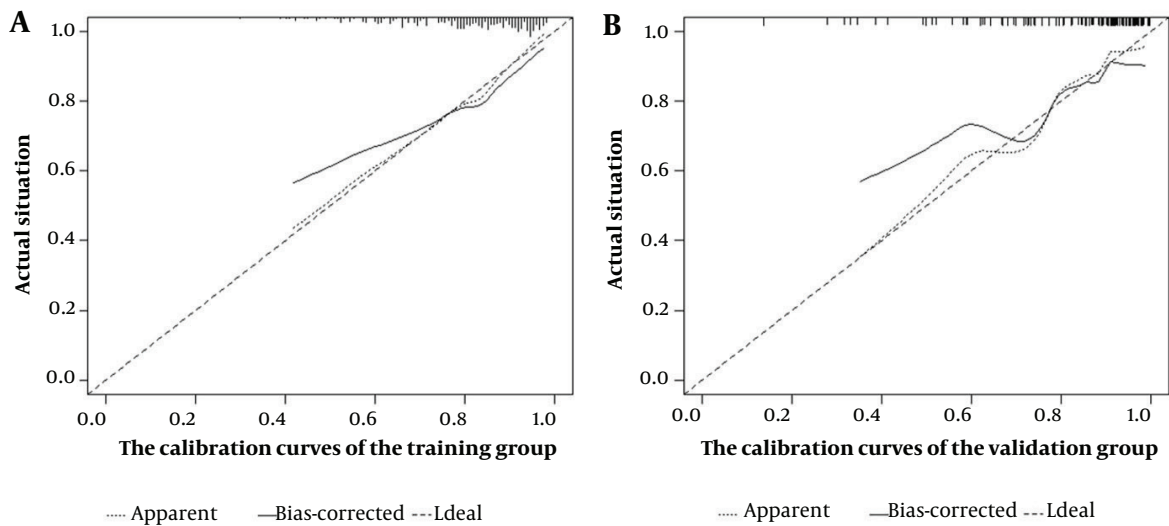 A
1.0
0.8
0.6
0.4
0.2
0.0
Actual situation
0.0 0.2 0.4 0.6 0.8 1.0
The calibration curves of the training group
Apparent Bias-corrected Ldeal
B
1.0
0.8
0.6
0.4
0.2
0.0
Actual situation
0.0 0.2 0.4 0.6 0.8 1.0
The calibration curves of the validation group
Apparent Bias-corrected Ldeal